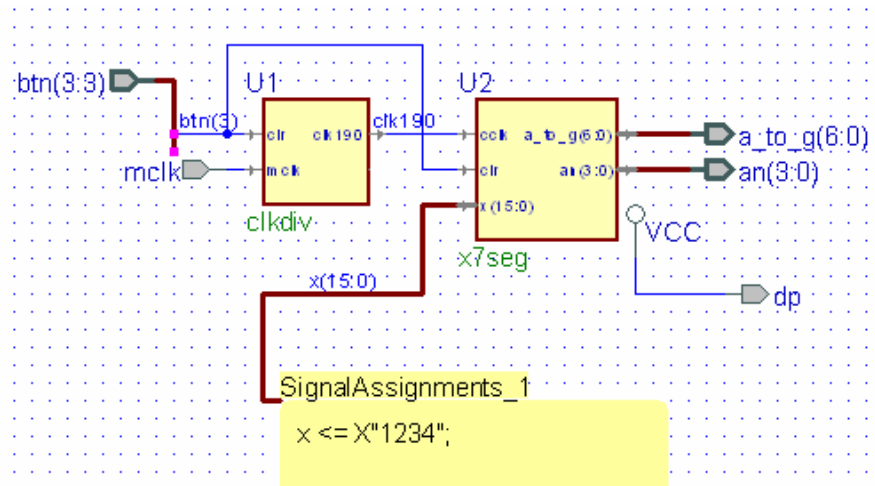 btn(3:3)
U1
U2
btn(3)
clk190
clr
clk190
cclk
a_to_g(6:0)
a_to_g(6:0)
mclk
mclk
clr
an(3:0)
an(3:0)
x(15:0)
clkdiv
VCC
x7seg
x(15:0)
dp
SignalAssignments_1
x <= X"1234";